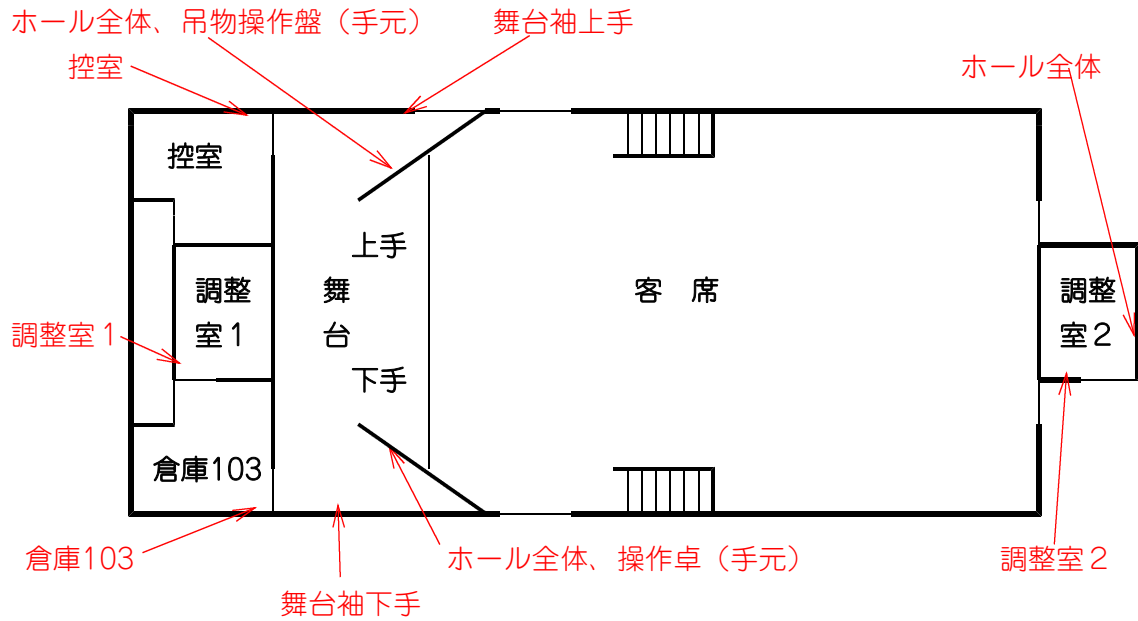 ホール全体、吊物操作盤（手元）
舞台袖上手
控室
ホール全体
控室
上手
調整
室1
舞
台
客　席
調整
室2
調整室１
下手
倉庫103
倉庫103
ホール全体、操作卓（手元）
調整室２
舞台袖下手